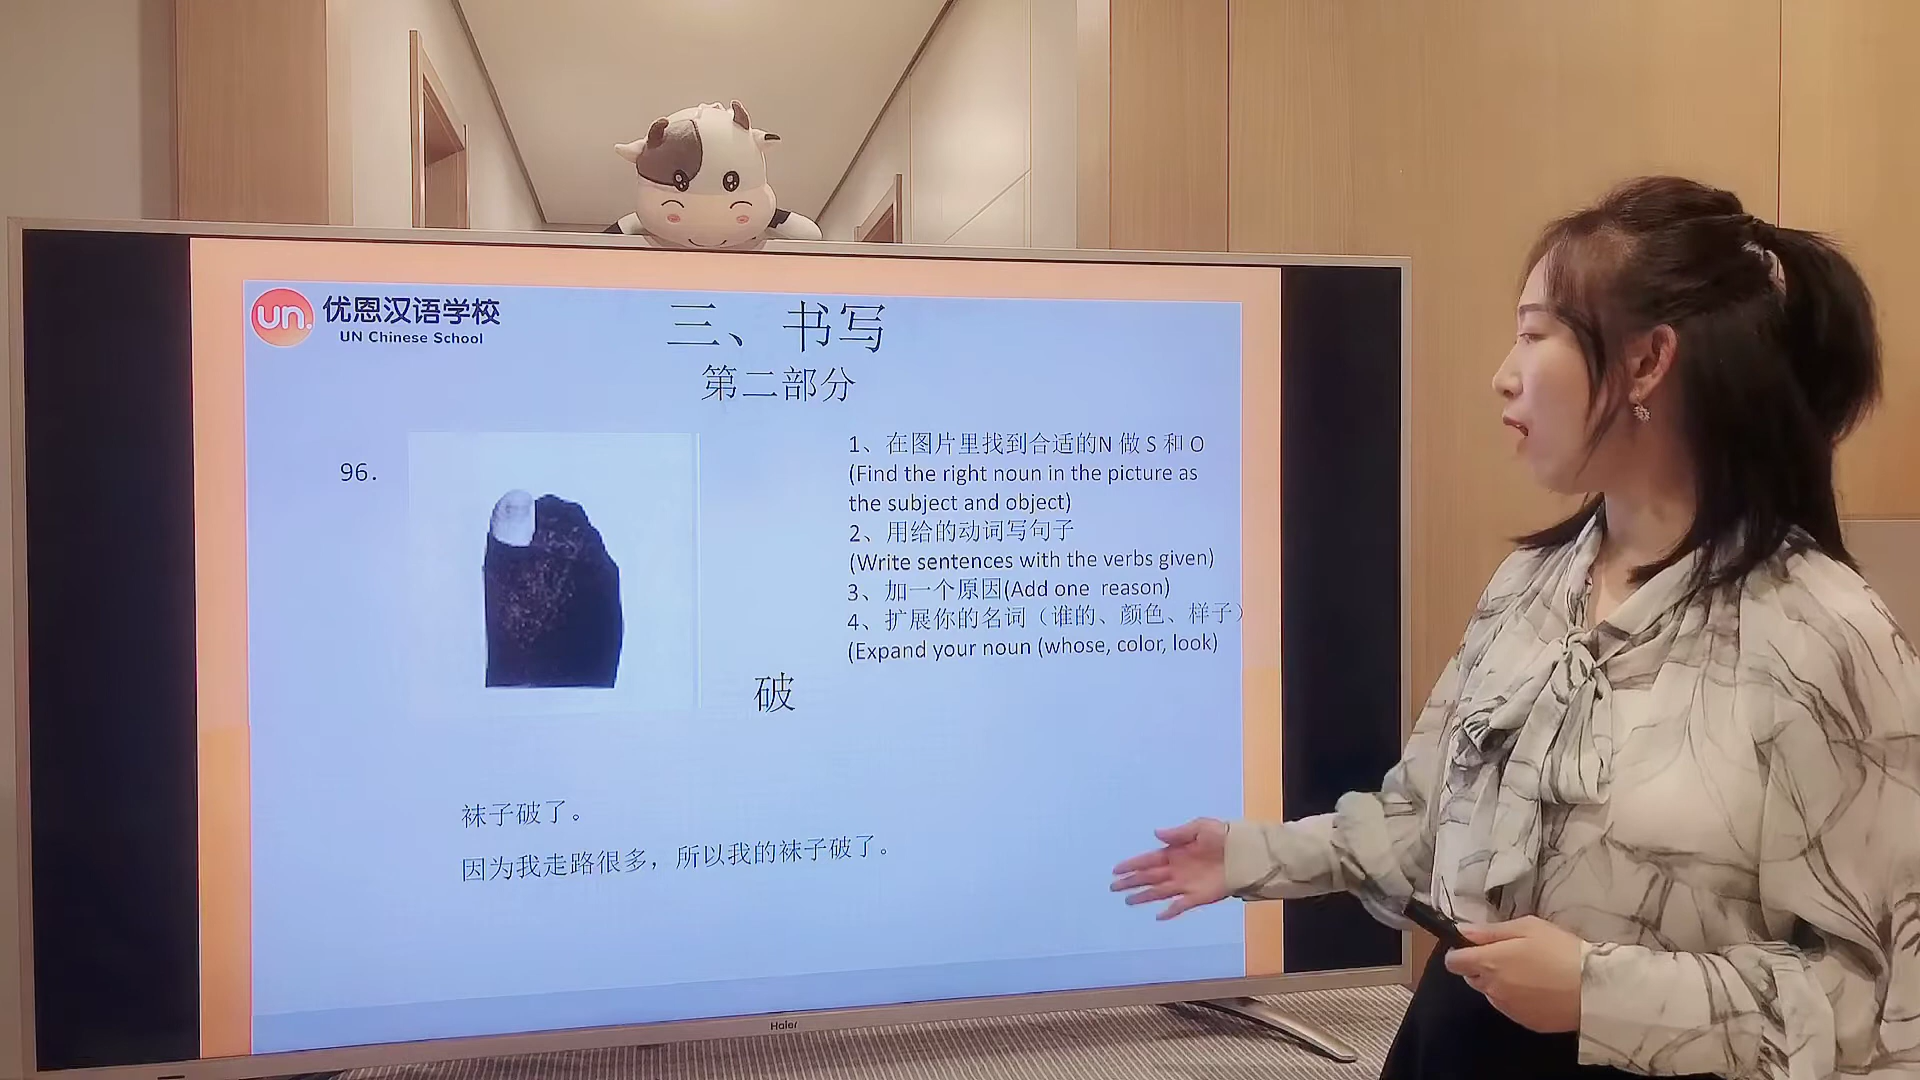 un.
优恩汉语学校
UN Chinese School
三、书写
第二部分
96.
1、在图片里找到合适的N 做 S 和 O
(Find the right noun in the picture as
the subject and object)
2、用给的动词写句子
(Write sentences with the verbs given)
3、加一个原因(Add one reason)
4、扩展你的名词（谁的、颜色、样子）
(Expand your noun (whose, color, look)
破
袜子破了。
因为我走路很多，所以我的袜子破了。
Haier